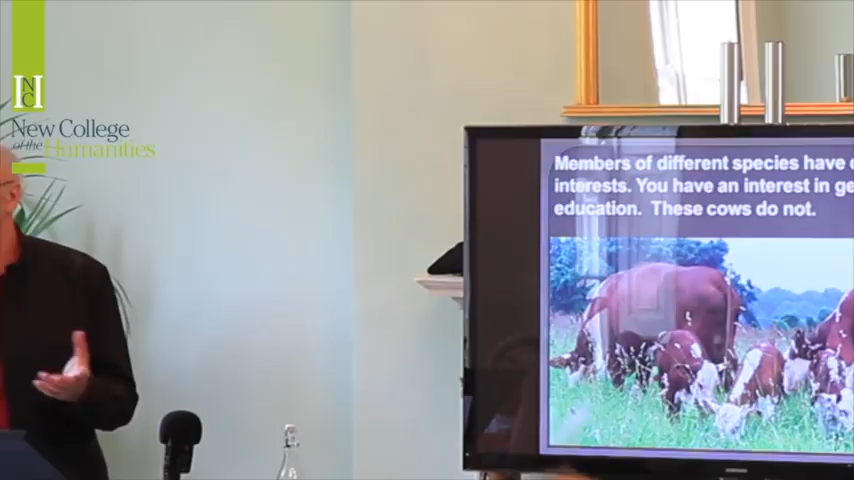 NCH
New College
of the Humanities
Members of different species have
interests. You have an interest in
education. These cows do not.